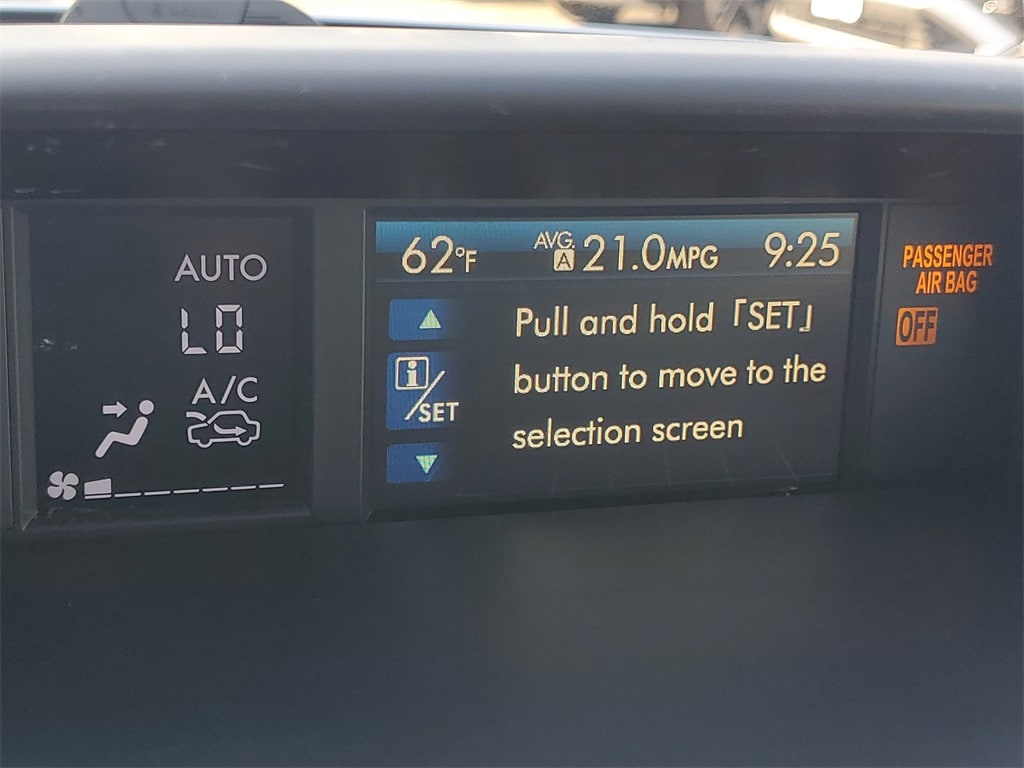 AUTO
LO
A/C
62°F AVG. A 21.0MPG 9:25
Pull and hold「SET」
button to move to the
selection screen
i/SET
PASSENGER
AIR BAG
OFF